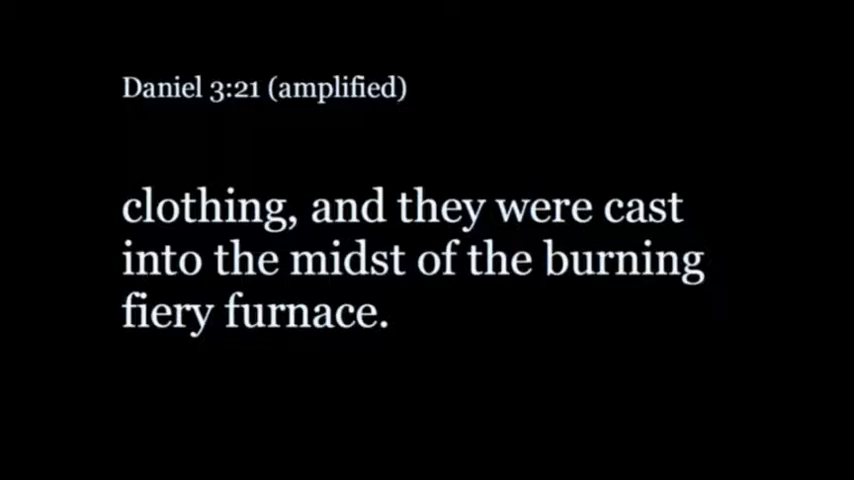 Daniel 3:21 (amplified)
clothing, and they were cast
into the midst of the burning
fiery furnace.